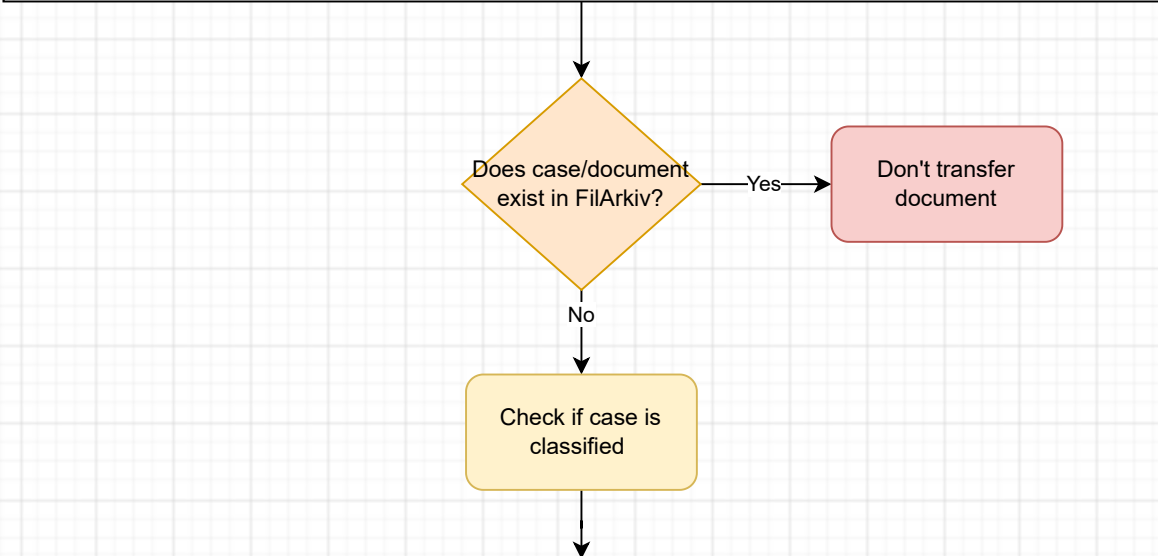 Does case/document
exist in FilArkiv?
Yes
Don't transfer
document
No
Check if case is
classified